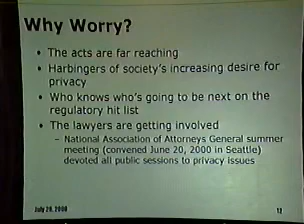 Why Worry?
• The acts are far reaching
• Harbingers of society's increasing desire for
privacy
• Who knows who's going to be next on the
regulatory hit list
• The lawyers are getting involved
– National Association of Attorneys General summer
meeting (convened June 20, 2000 in Seattle)
devoted all public sessions to privacy issues
July 28, 2000